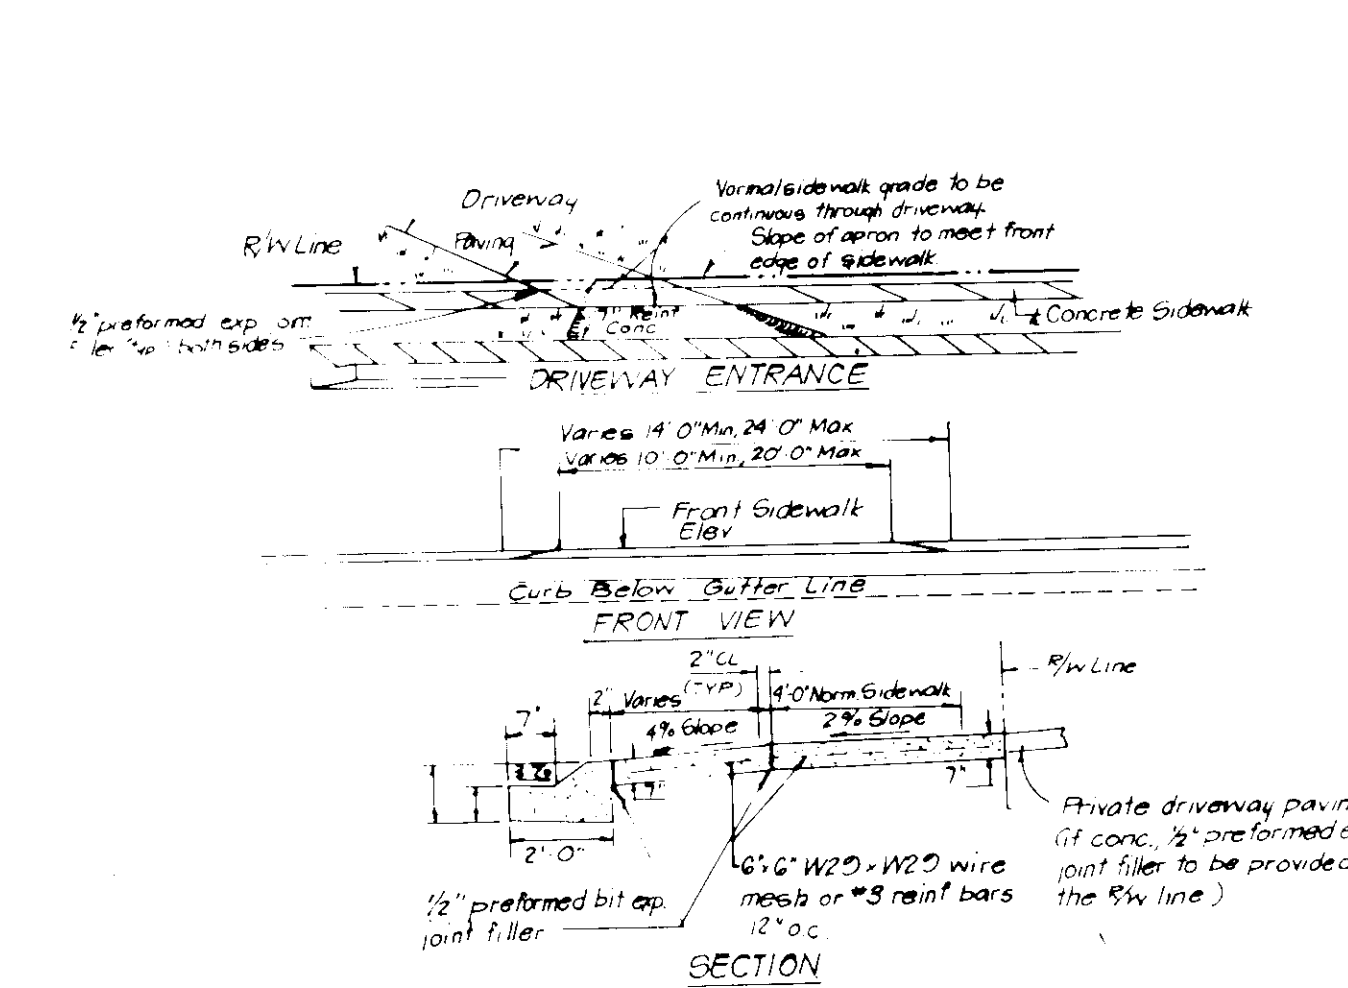 Driveway
Paving
R/W Line
Normal sidewalk grade to be
continuous through driveway.
Slope of apron to meet front
edge of sidewalk
1/2" preformed exp
both sides
7" Reinf
Conc
Concrete Sidewalk
DRIVEWAY ENTRANCE
Varies 14' 0" Min, 24' 0" Max
Varies 10' 0" Min, 20' 0" Max
Front Sidewalk
Elev
Curb Below Gutter Line
FRONT VIEW
2" CL
(TYP)
R/W Line
2"
Varies
4'-0" Norm. Sidewalk
7"
4% Slope
2% Slope
7"
7"
2'-0"
Private driveway
(if conc., 1/2" preformed
joint filler to be provided
the R/W line)
6"x6" W2.9 x W2.9 wire
mesh or #3 reinf bars
12" o.c.
1/2" preformed bit exp.
joint filler
SECTION